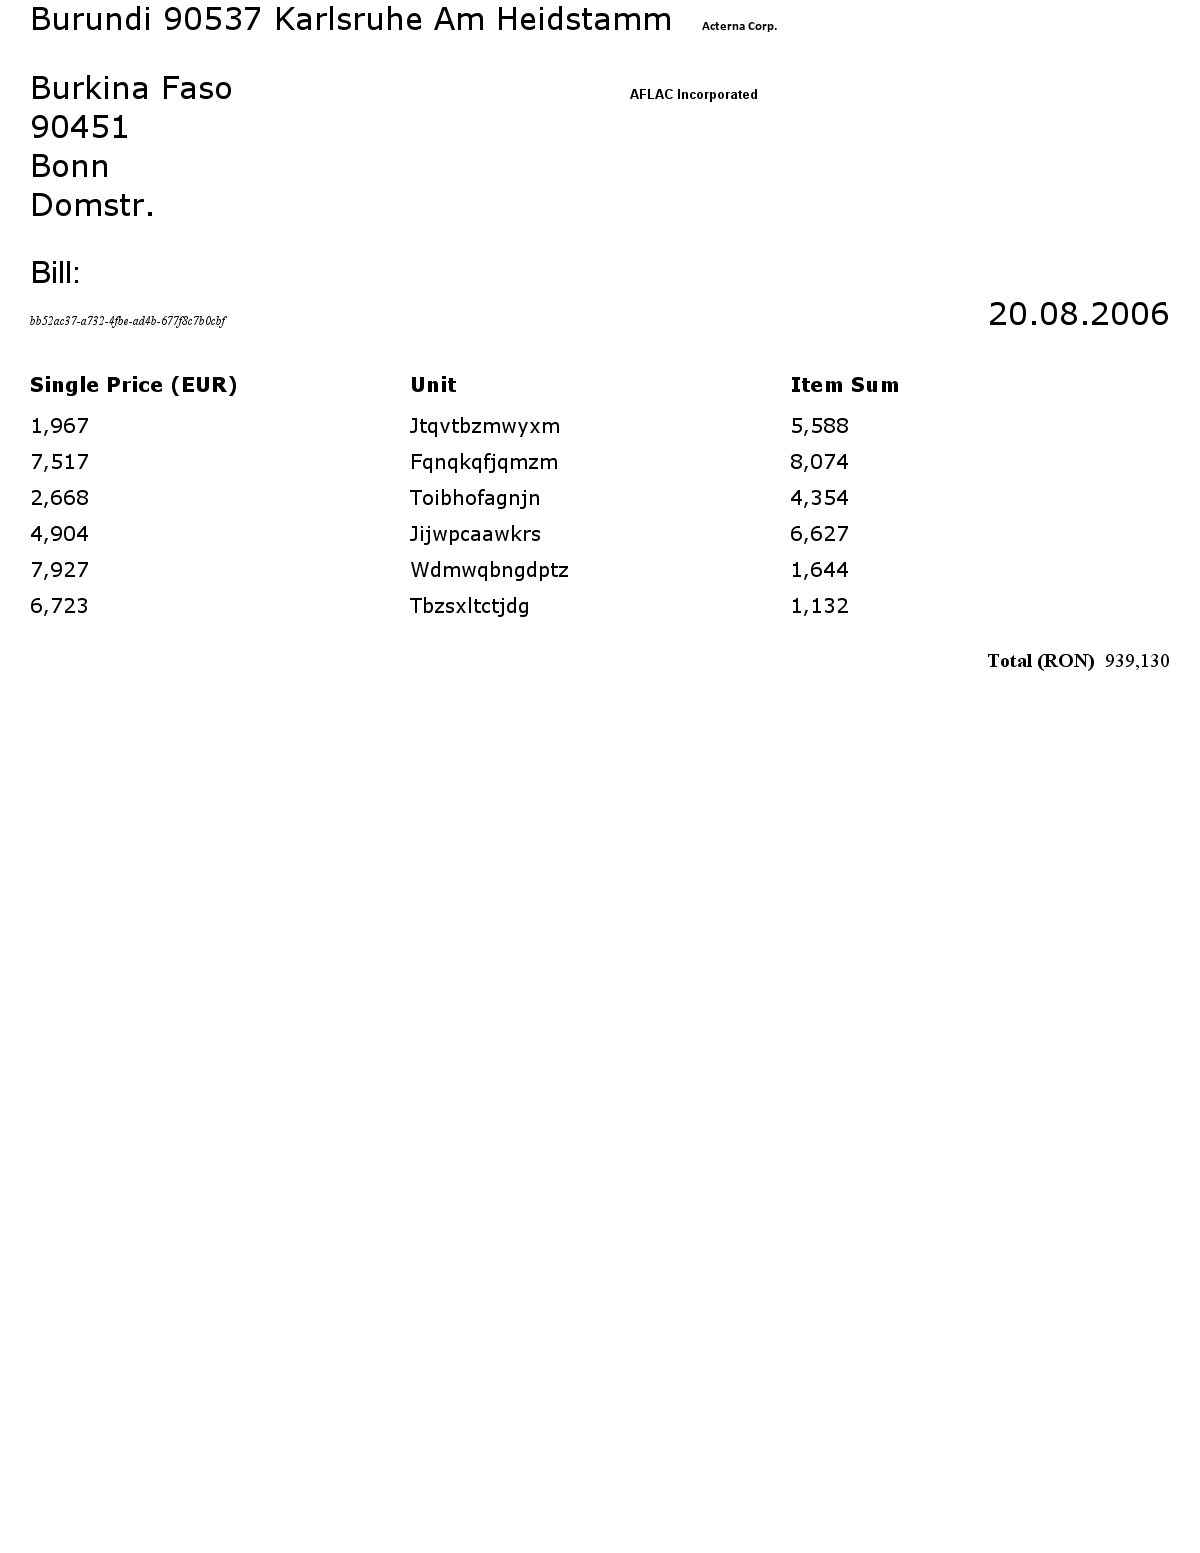 Burundi 90537 Karlsruhe Am Heidstamm Acterna Corp.
Burkina Faso AFLAC Incorporated
90451
Bonn
Domstr.
Bill:
bb52ac37-a732-4fbe-ad4b-677f8c7b0cbf 20.08.2006
Single Price (EUR) Unit Item Sum
1,967 Jtqvtbzmwyxm 5,588
7,517 Fqnqkqfjqmzm 8,074
2,668 Toibhofagnjn 4,354
4,904 Jijwpcaawkrs 6,627
7,927 Wdmwqbngdptz 1,644
6,723 Tbzsxltctjdg 1,132
Total (RON) 939,130